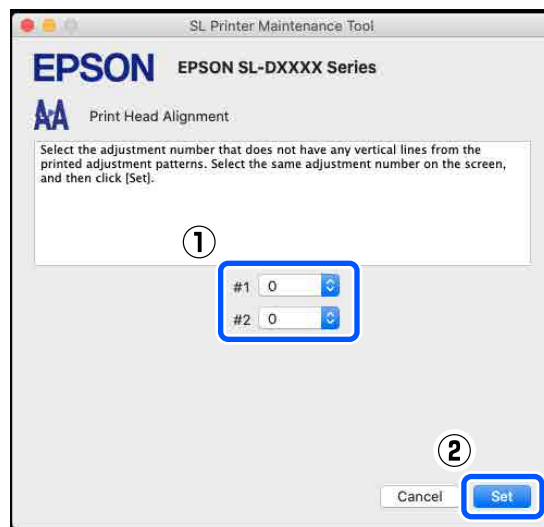 SL Printer Maintenance Tool
EPSON EPSON SL-DXXXX Series
Print Head Alignment
Select the adjustment number that does not have any vertical lines from the
printed adjustment patterns. Select the same adjustment number on the screen,
and then click [Set].
①
#1 0
#2 0
②
Cancel Set